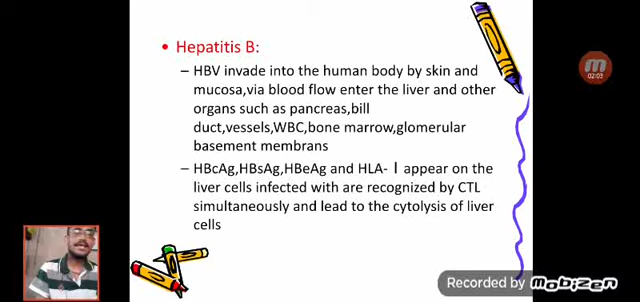 • Hepatitis B:
– HBV invade into the human body by skin and
mucosa,via blood flow enter the liver and other
organs such as pancreas,bill
duct,vessels,WBC,bone marrow,glomerular
basement membrans
– HBcAg,HBsAg,HBeAg and HLA-Ⅰ appear on the
liver cells infected with are recognized by CTL
simultaneously and lead to the cytolysis of liver
cells
02:03
Recorded by mobizen